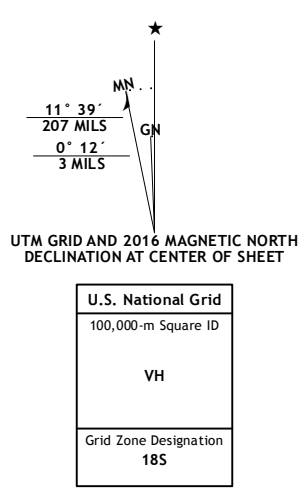 MN
11° 39´
207 MILS
GN
0° 12´
3 MILS
UTM GRID AND 2016 MAGNETIC NORTH
DECLINATION AT CENTER OF SHEET
U.S. National Grid
100,000-m Square ID
VH
Grid Zone Designation
18S